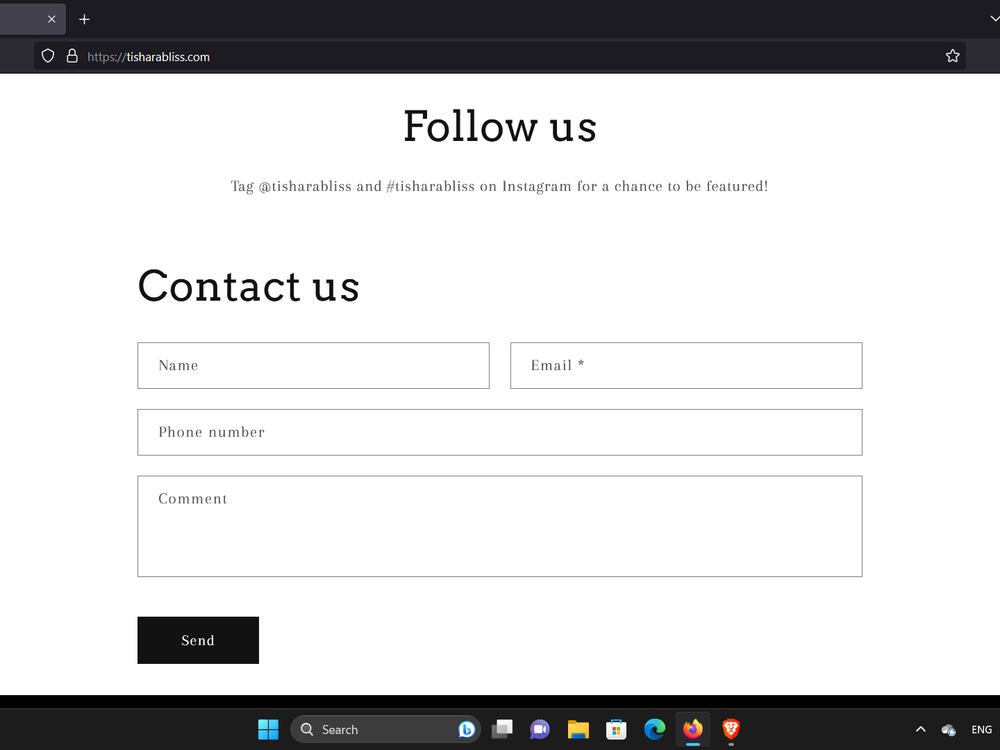 https://tisharabliss.com
Follow us
Tag @tisharabliss and #tisharabliss on Instagram for a chance to be featured!
Contact us
Name
Email *
Phone number
Comment
Send
Search
ENG